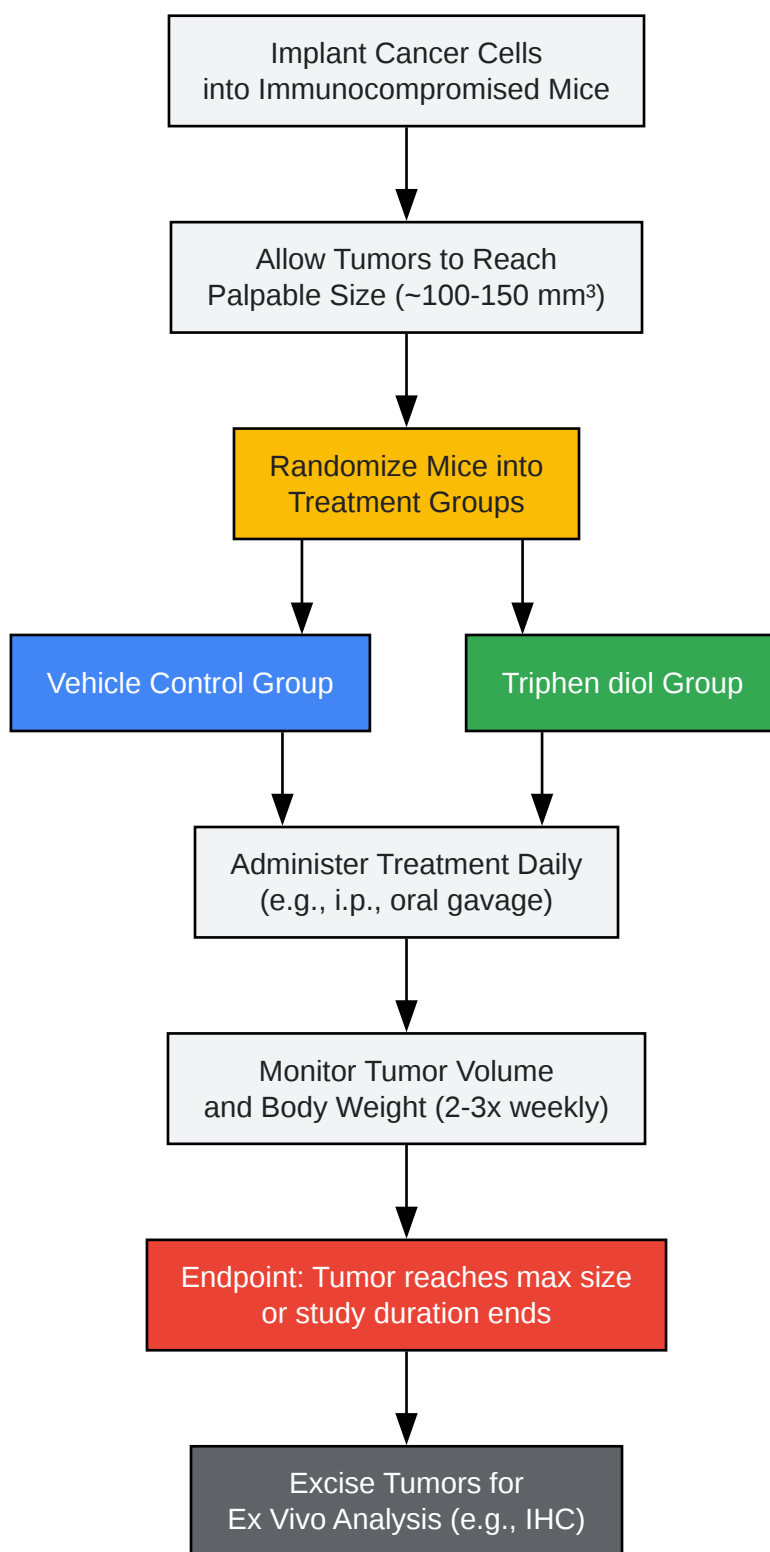 Implant Cancer Cells
into Immunocompromised Mice
Allow Tumors to Reach
Palpable Size (~100-150 mm³)
Randomize Mice into
Treatment Groups
Vehicle Control Group
Triphen diol Group
Administer Treatment Daily
(e.g., i.p., oral gavage)
Monitor Tumor Volume
and Body Weight (2-3x weekly)
Endpoint: Tumor reaches max size
or study duration ends
Excise Tumors for
Ex Vivo Analysis (e.g., IHC)